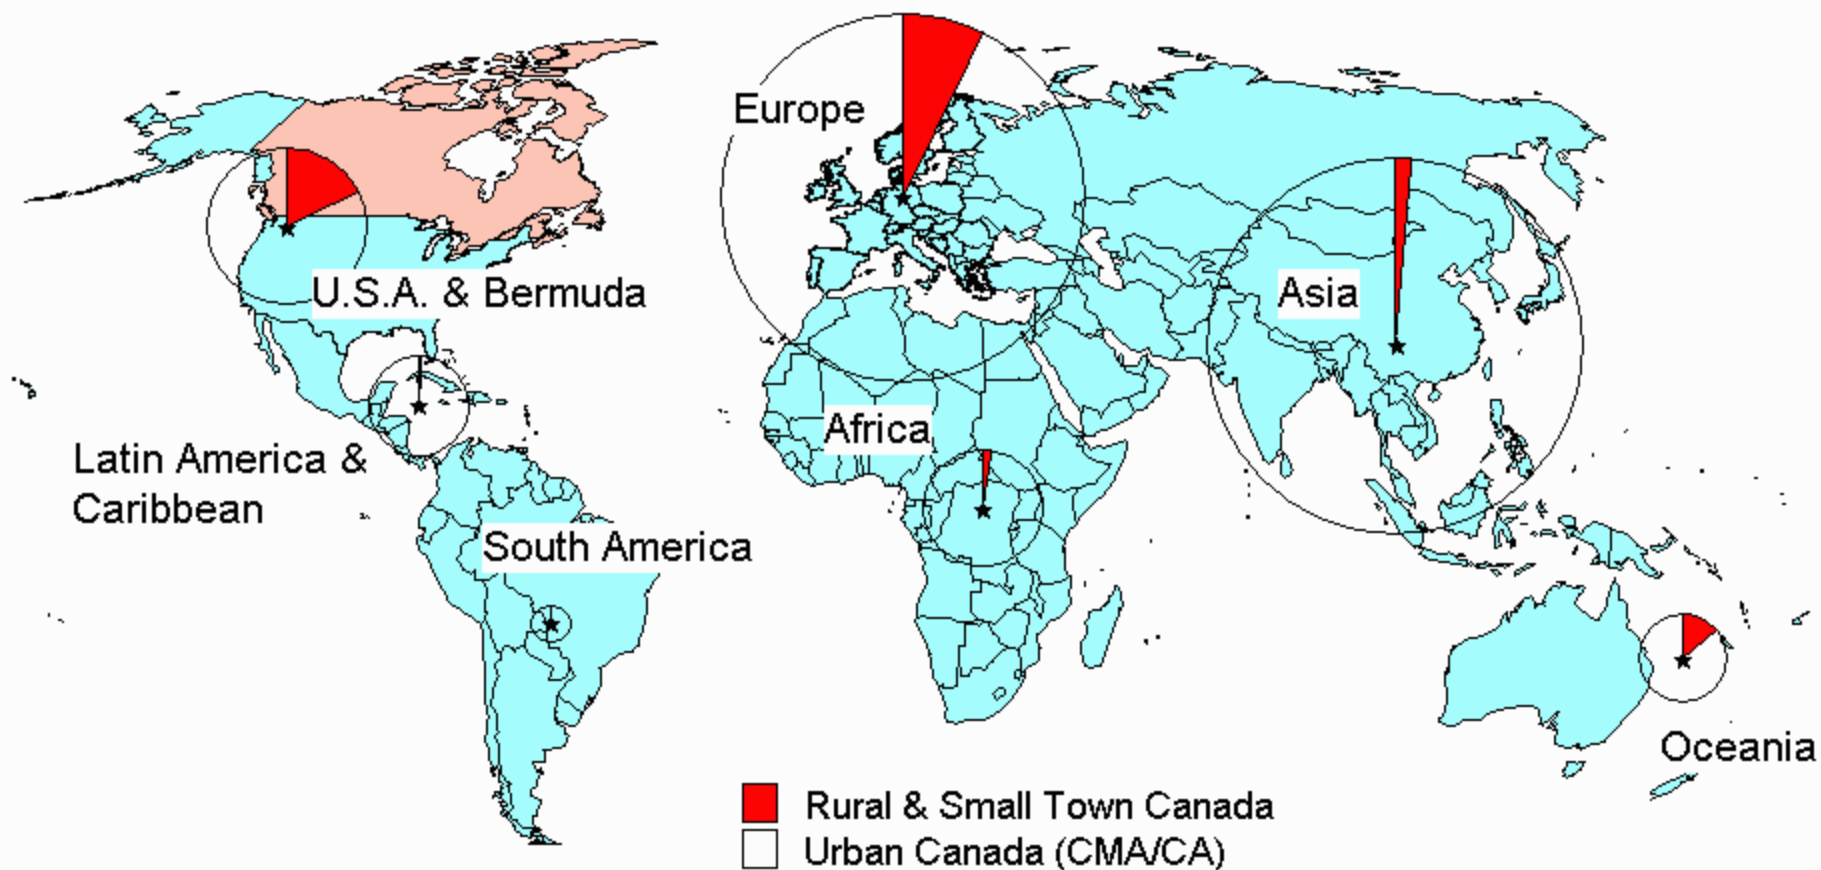 Europe
U.S.A. & Bermuda
Asia
Africa
Latin America &
Caribbean
South America
Oceania
Rural & Small Town Canada
Urban Canada (CMA/CA)